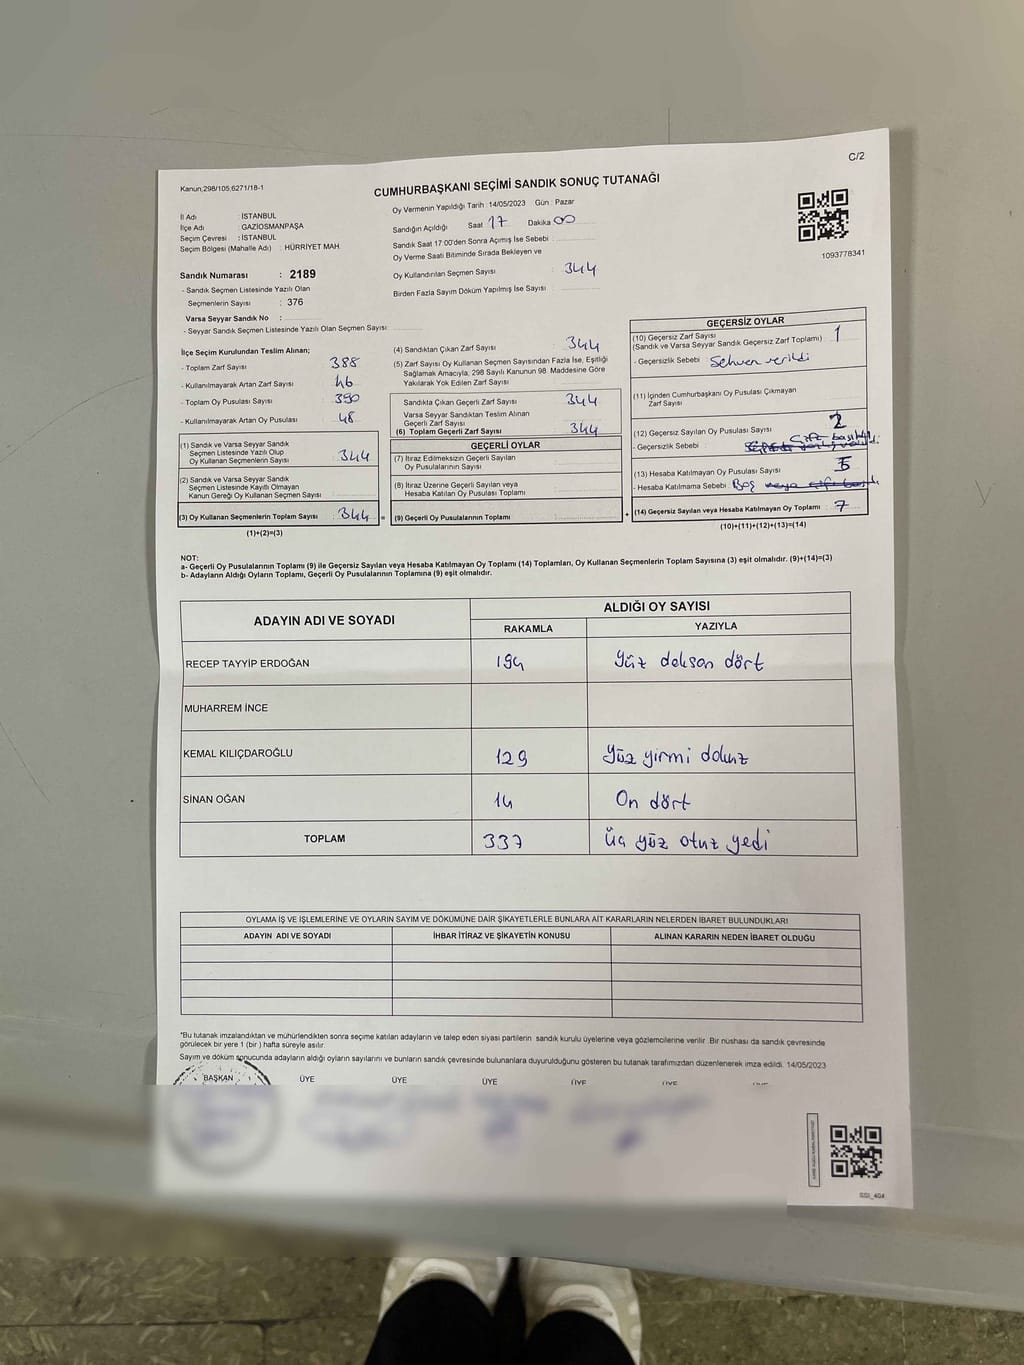 C/2
Kanun,298/105,6271/18-1
CUMHURBAŞKANI SEÇİMİ SANDIK SONUÇ TUTANAĞI
İl Adı İSTANBUL
İlçe Adı GAZİOSMANPAŞA
Seçim Çevresi : İSTANBUL
Seçim Bölgesi (Mahalle Adı) : HÜRRİYET MAH.
Sandık Numarası : 2189
- Sandık Seçmen Listesinde Yazılı Olan
Seçmenlerin Sayısı : 376
Varsa Seyyar Sandık No :
- Seyyar Sandık Seçmen Listesinde Yazılı Olan Seçmen Sayısı:
Oy Vermenin Yapıldığı Tarih : 14/05/2023 Gün : Pazar
Sandığın Açıldığı Saat 17 Dakika 00
Sandık Saat 17:00'den Sonra Açılmış İse Sebebi :
Oy Verme Saati Bitiminde Sırada Bekleyen ve
Oy Kullandırılan Seçmen Sayısı : 344
Birden Fazla Sayım Döküm Yapılmış İse Sayısı :
1093778341
İlçe Seçim Kurulundan Teslim Alınan;
- Toplam Zarf Sayısı 388
- Kullanılmayarak Artan Zarf Sayısı 46
- Toplam Oy Pusulası Sayısı 390
- Kullanılmayarak Artan Oy Pusulası 48
(1) Sandık ve Varsa Seyyar Sandık
Seçmen Listesinde Yazılı Olup
Oy Kullanan Seçmenlerin Sayısı 344
(2) Sandık ve Varsa Seyyar Sandık
Seçmen Listesinde Kayıtlı Olmayan
Kanun Gereği Oy Kullanan Seçmen Sayısı
(3) Oy Kullanan Seçmenlerin Toplam Sayısı 344 =
(1)+(2)=(3)
(4) Sandıktan Çıkan Zarf Sayısı : 344
(5) Zarf Sayısı Oy Kullanan Seçmen Sayısından Fazla İse, Eşitliği
Sağlamak Amacıyla, 298 Sayılı Kanunun 98. Maddesine Göre
Yakılarak Yok Edilen Zarf Sayısı
Sandıkta Çıkan Geçerli Zarf Sayısı : 344
Varsa Seyyar Sandıktan Teslim Alınan
Geçerli Zarf Sayısı
(6) Toplam Geçerli Zarf Sayısı 344
GEÇERLİ OYLAR
(7) İtiraz Edilmeksizin Geçerli Sayılan
Oy Pusulalarının Sayısı
(8) İtiraz Üzerine Geçerli Sayılan veya
Hesaba Katılan Oy Pusulası Toplamı
(9) Geçerli Oy Pusulalarının Toplamı +
GEÇERSİZ OYLAR
(10) Geçersiz Zarf Sayısı 1
(Sandık ve Varsa Seyyar Sandık Geçersiz Zarf Toplamı)
- Geçersizlik Sebebi : Sehven verildi
(11) İçinden Cumhurbaşkanı Oy Pusulası Çıkmayan
Zarf Sayısı
(12) Geçersiz Sayılan Oy Pusulası Sayısı 2
- Geçersizlik Sebebi : Çift basıldı
(13) Hesaba Katılmayan Oy Pusulası Sayısı
- Hesaba Katılmama Sebebi Boş veya çift basılı
(14) Geçersiz Sayılan veya Hesaba Katılmayan Oy Toplamı : 7
(10)+(11)+(12)+(13)=(14)
NOT:
a- Geçerli Oy Pusulalarının Toplamı (9) ile Geçersiz Sayılan veya Hesaba Katılmayan Oy Toplamı (14) Toplamları, Oy Kullanan Seçmenlerin Toplam Sayısına (3) eşit olmalıdır. (9)+(14)=(3)
b- Adayların Aldığı Oyların Toplamı, Geçerli Oy Pusulalarının Toplamına (9) eşit olmalıdır.
ADAYIN ADI VE SOYADI ALDIĞI OY SAYISI
RAKAMLA YAZIYLA
RECEP TAYYİP ERDOĞAN 194 Yüz doksan dört
MUHARREM İNCE
KEMAL KILIÇDAROĞLU 129 Yüz yirmi dokuz
SİNAN OĞAN 14 On dört
TOPLAM 337 Üç yüz otuz yedi
OYLAMA İŞ VE İŞLEMLERİNE VE OYLARIN SAYIM VE DÖKÜMÜNE DAİR ŞİKAYETLERLE BUNLARA AİT KARARLARIN NELERDEN İBARET BULUNDUKLARI
ADAYIN ADI VE SOYADI İHBAR İTİRAZ VE ŞİKAYETİN KONUSU ALINAN KARARIN NEDEN İBARET OLDUĞU
*Bu tutanak imzalandıktan ve mühürlendikten sonra seçime katılan adayların ve talep eden siyasi partilerin sandık kurulu üyelerine veya gözlemcilerine verilir. Bir nüshası da sandık çevresinde
görülecek bir yere 1 (bir) hafta süreyle asılır.
Sayım ve döküm sonucunda adayların aldığı oyların sayılarını ve bunların sandık çevresinde bulunanlara duyurulduğunu gösteren bu tutanak tarafımızdan düzenlenerek imza edildi. 14/05/2023
BAŞKAN ÜYE ÜYE ÜYE ÜYE ÜYE ÜYE